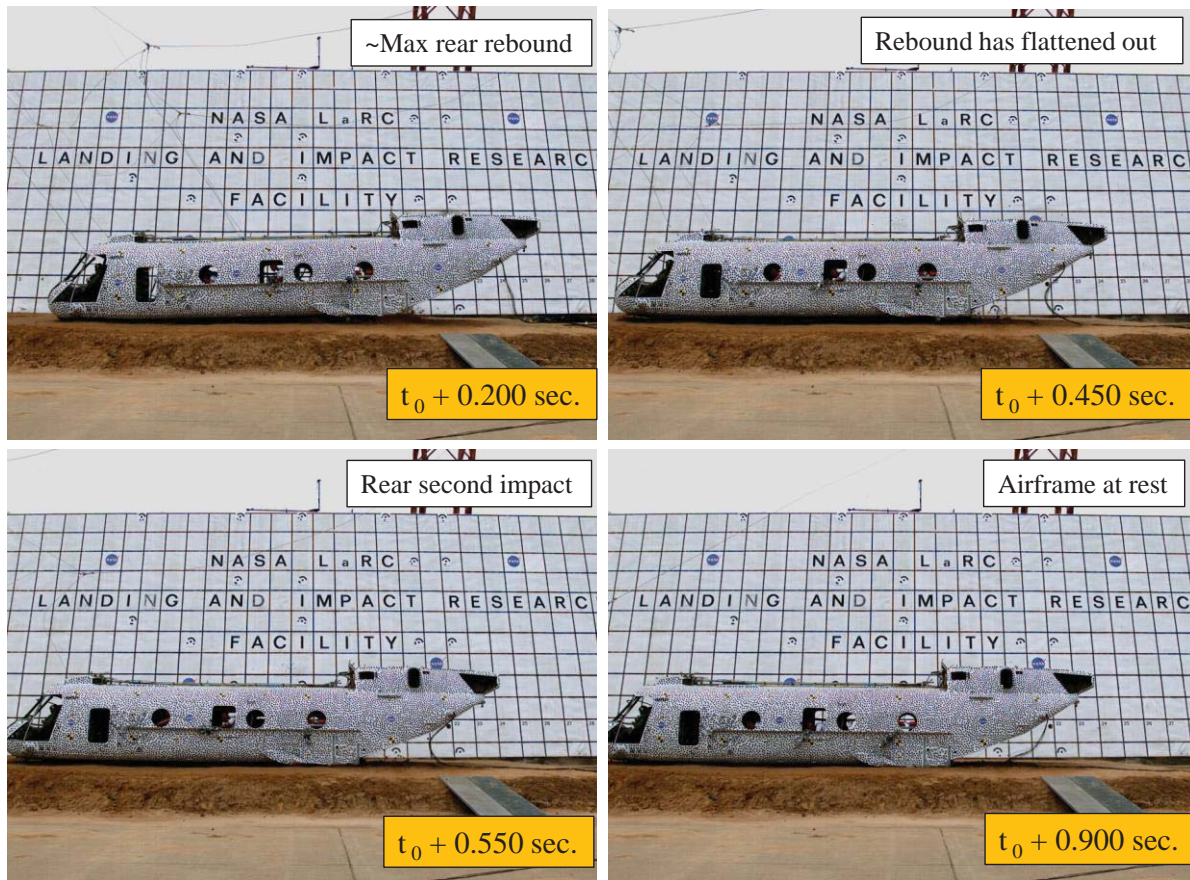 ~Max rear rebound
NASA LaRC
LANDING AND IMPACT RESEARC
FACILITY
t0 + 0.200 sec.
Rebound has flattened out
NASA LaRC
LANDING AND IMPACT RESEARC
FACILITY
t0 + 0.450 sec.
Rear second impact
NASA LaRC
LANDING AND IMPACT RESEARC
FACILITY
t0 + 0.550 sec.
Airframe at rest
NASA LaRC
LANDING AND IMPACT RESEARC
FACILITY
t0 + 0.900 sec.